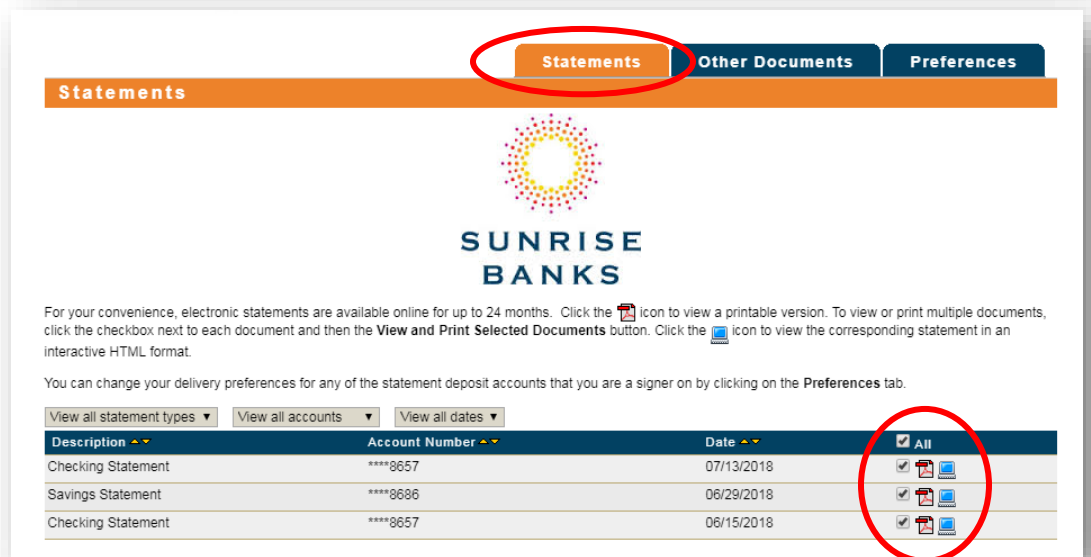 Statements Other Documents Preferences
Statements
SUNRISE
BANKS
For your convenience, electronic statements are available online for up to 24 months. Click the icon to view a printable version. To view or print multiple documents,
click the checkbox next to each document and then the View and Print Selected Documents button. Click the icon to view the corresponding statement in an
interactive HTML format.
You can change your delivery preferences for any of the statement deposit accounts that you are a signer on by clicking on the Preferences tab.
View all statement types View all accounts View all dates
Description Account Number Date All
Checking Statement ****8657 07/13/2018
Savings Statement ****8686 06/29/2018
Checking Statement ****8657 06/15/2018